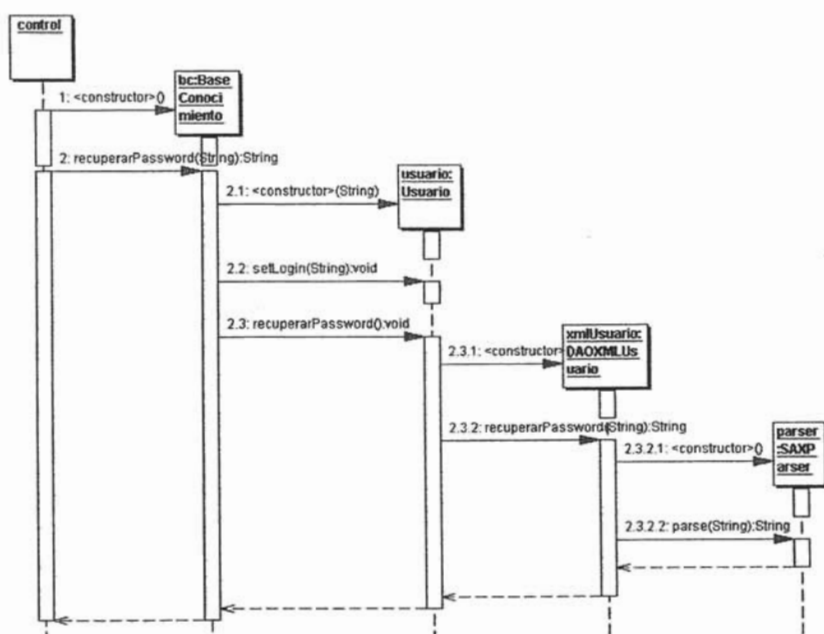 control
bc:Base
Conoci
miento
1: <constructor>()
2: recuperarPassword(String):String
usuario:
Usuario
2.1: <constructor>(String)
2.2: setLogin(String):void
2.3: recuperarPassword():void
xmlUsuario:
DAOXMLUs
uario
2.3.1: <constructor>
2.3.2: recuperarPassword(String):String
parser
:SAXP
arser
2.3.2.1: <constructor>()
2.3.2.2: parse(String):String